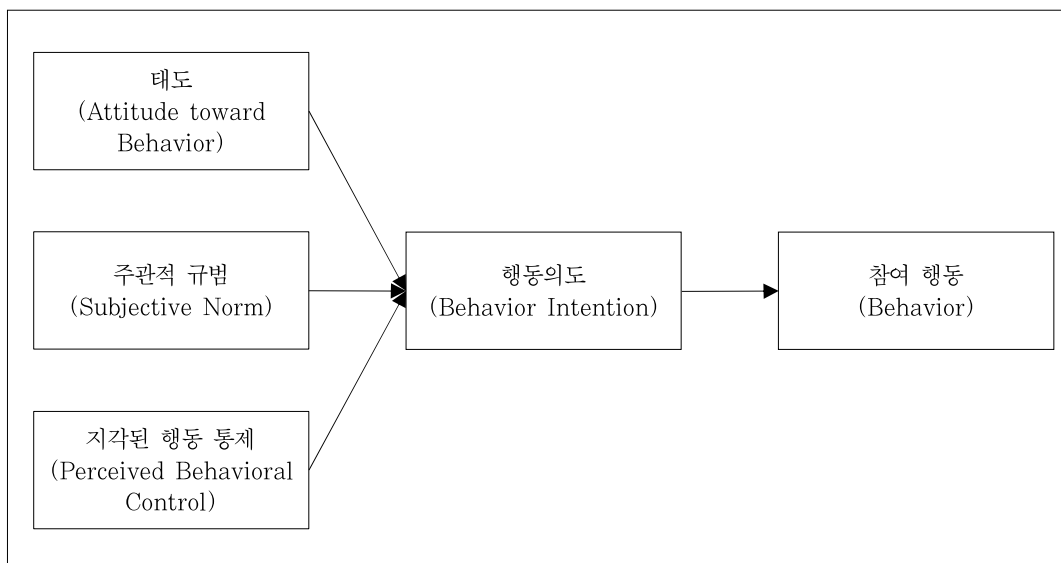 태도
(Attitude toward
Behavior)
주관적 규범
(Subjective Norm)
지각된 행동 통제
(Perceived Behavioral
Control)
행동의도
(Behavior Intention)
참여 행동
(Behavior)